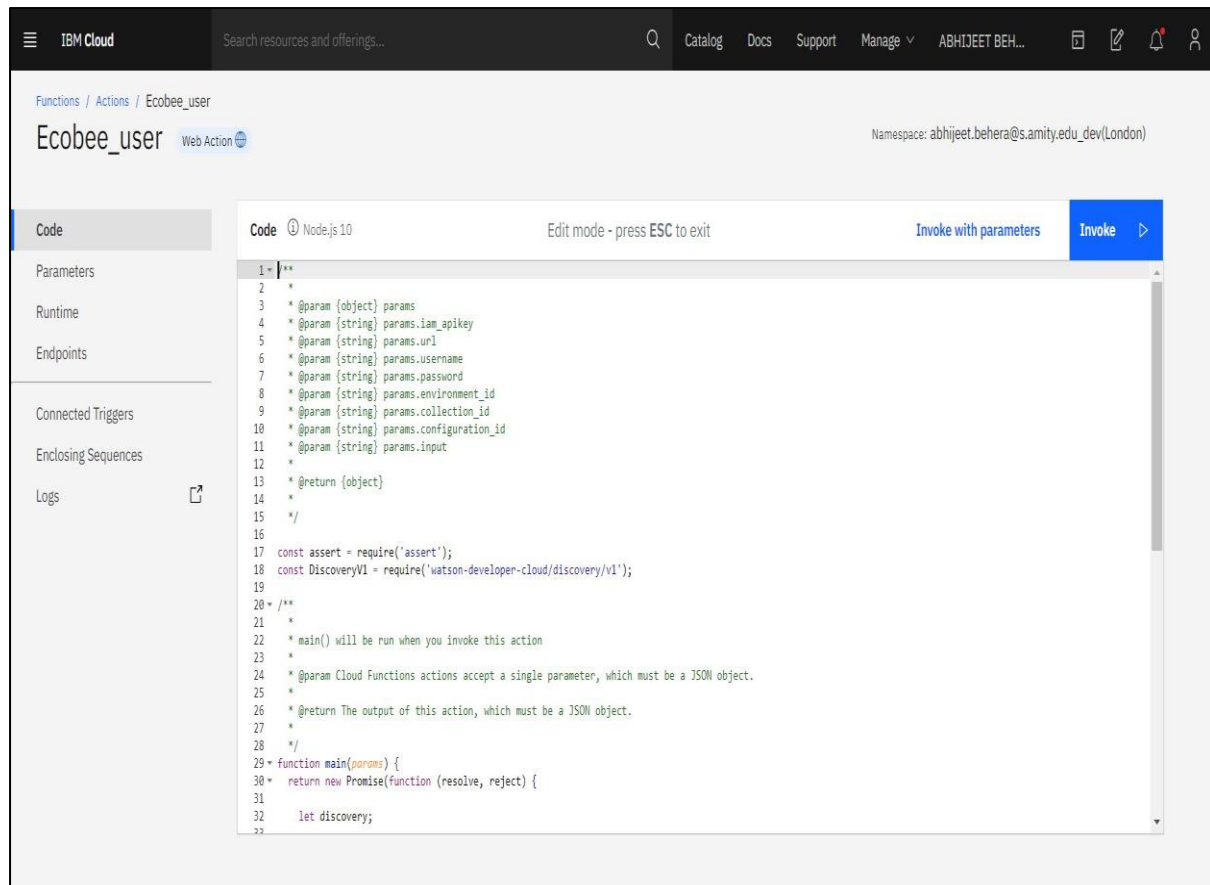 IBM Cloud Search resources and offerings... Catalog Docs Support Manage ABHIJEET BEH...
Functions / Actions / Ecobee_user
Ecobee_user Web Action
Namespace: abhijeet.behera@s.amity.edu_dev(London)
Code
Parameters
Runtime
Endpoints
Connected Triggers
Enclosing Sequences
Logs
Code Node.js 10 Edit mode - press ESC to exit Invoke with parameters Invoke
1 /**
2 *
3 * @param {object} params
4 * @param {string} params.iam_apikey
5 * @param {string} params.url
6 * @param {string} params.username
7 * @param {string} params.password
8 * @param {string} params.environment_id
9 * @param {string} params.collection_id
10 * @param {string} params.configuration_id
11 * @param {string} params.input
12 *
13 * @return {object}
14 *
15 */
16
17 const assert = require('assert');
18 const DiscoveryV1 = require('watson-developer-cloud/discovery/v1');
19
20 /**
21 *
22 * main() will be run when you invoke this action
23 *
24 * @param Cloud Functions actions accept a single parameter, which must be a JSON object.
25 *
26 * @return The output of this action, which must be a JSON object.
27 *
28 */
29 function main(params) {
30 return new Promise(function (resolve, reject) {
31
32 let discovery;
33